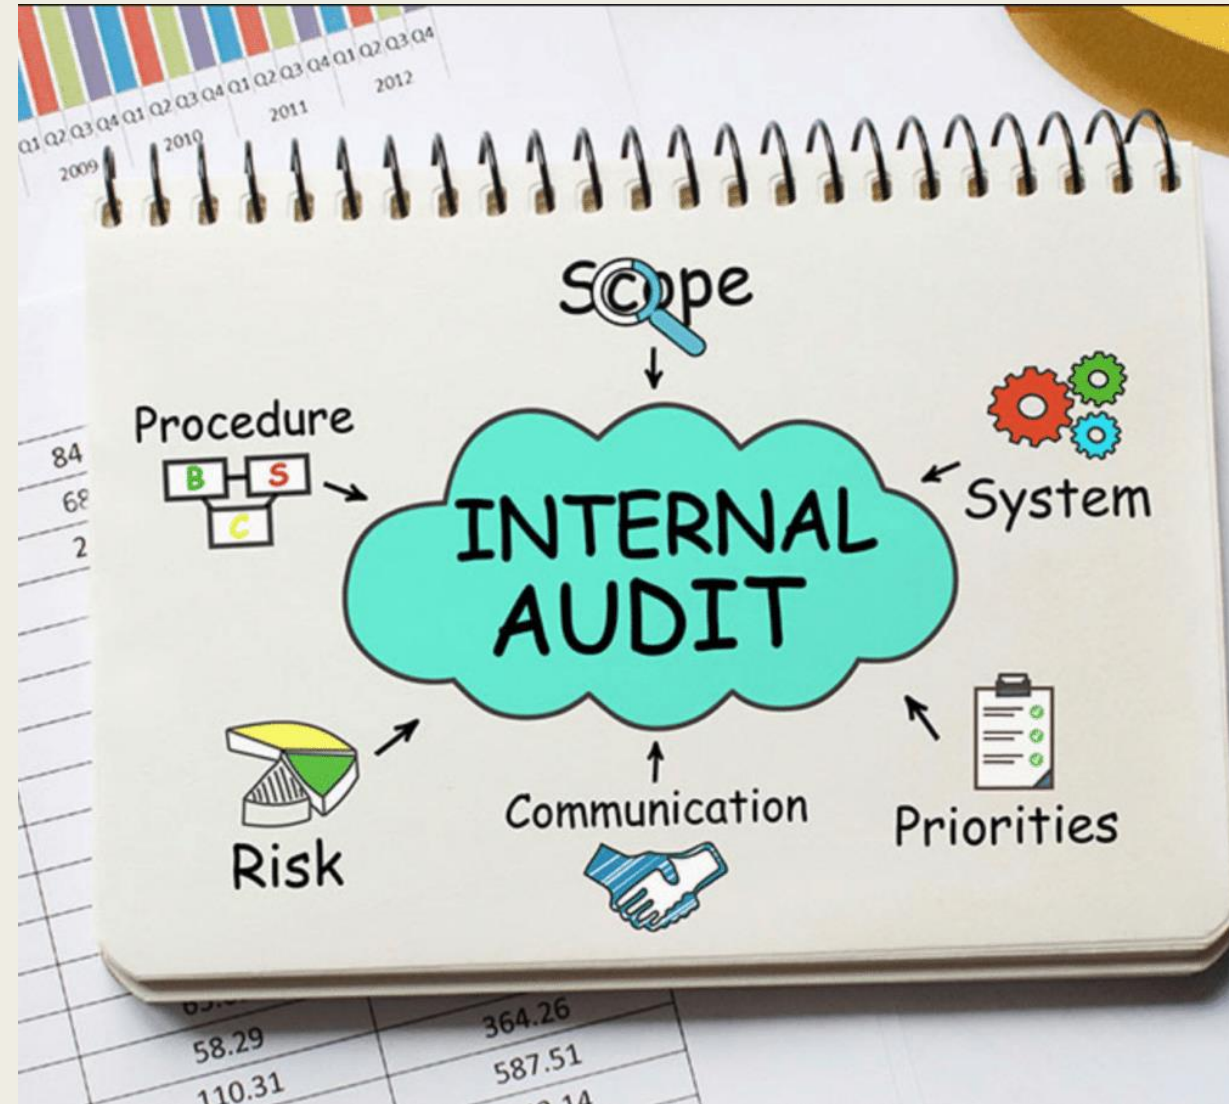 Q1 Q2 Q3 Q4 Q1 Q2 Q3 Q4 Q1 Q2 Q3 Q4 Q1 Q2 Q3 Q4
2009 2010 2011 2012
Scope
Procedure
B S
C
System
INTERNAL
AUDIT
84
68
2
Risk
Communication
Priorities
58.29 364.26
110.31 587.51